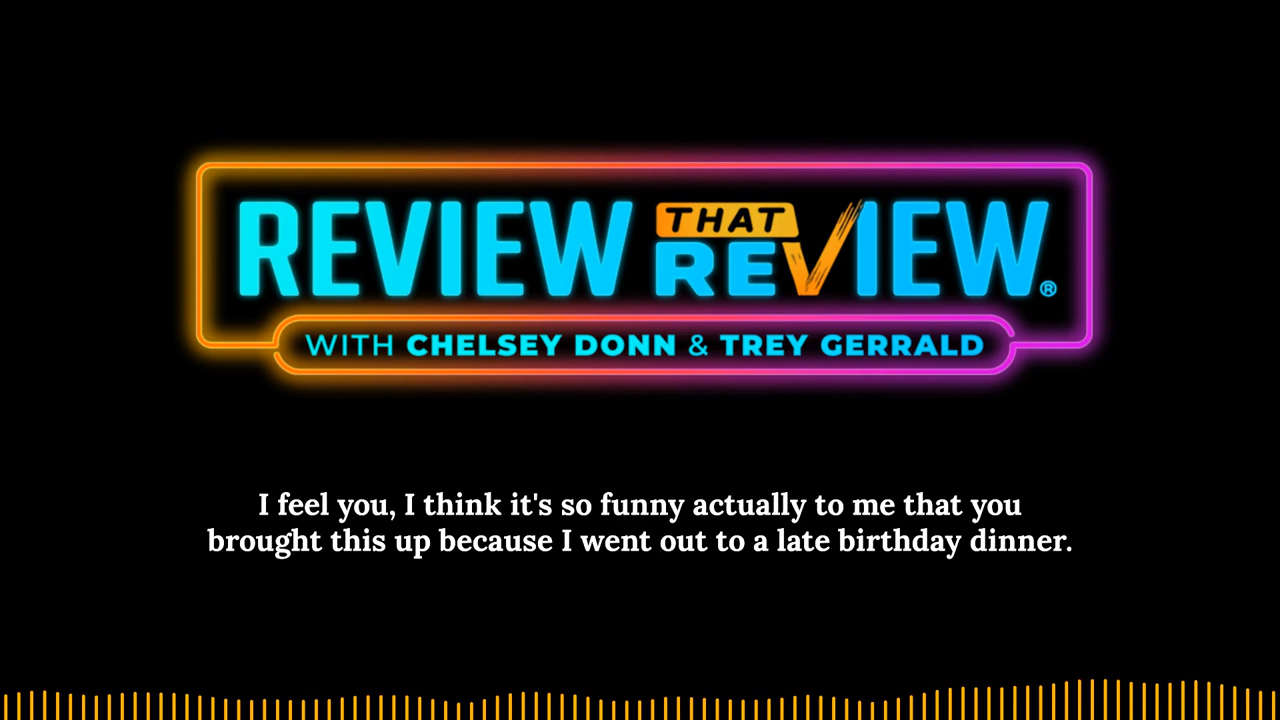 REVIEW THAT REVIEW®
WITH CHELSEY DONN & TREY GERRALD
I feel you, I think it's so funny actually to me that you
brought this up because I went out to a late birthday dinner.